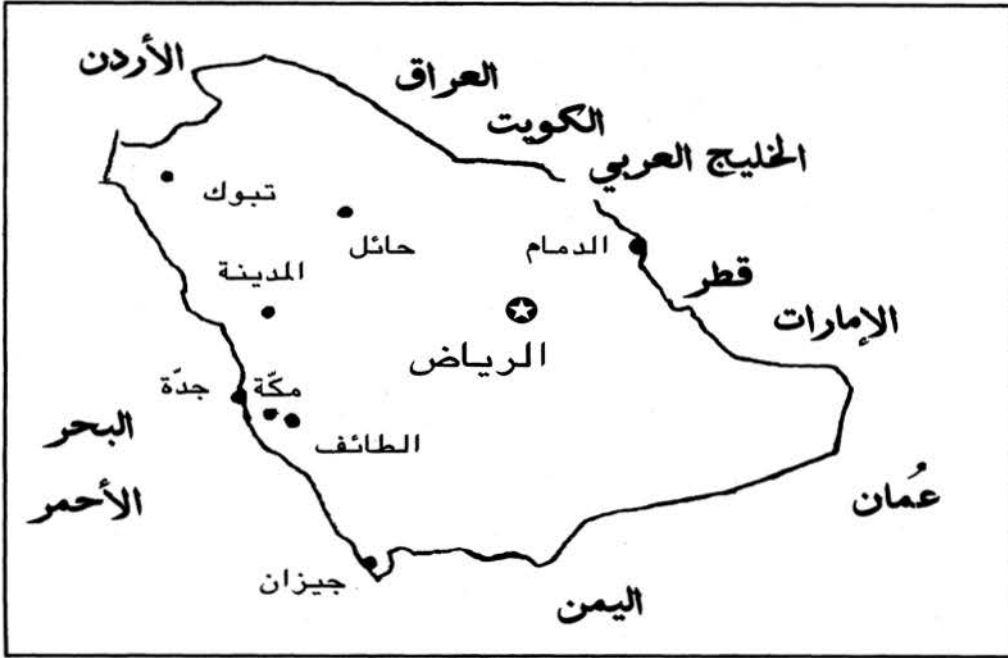 الأردن
العراق
الكويت
الخليج العربي
تبوك
حائل
الدمام
المدينة
قطر
الإمارات
الرياض
جدّة
مكّة
الطائف
البحر
الأحمر
عُمان
جيزان
اليمن